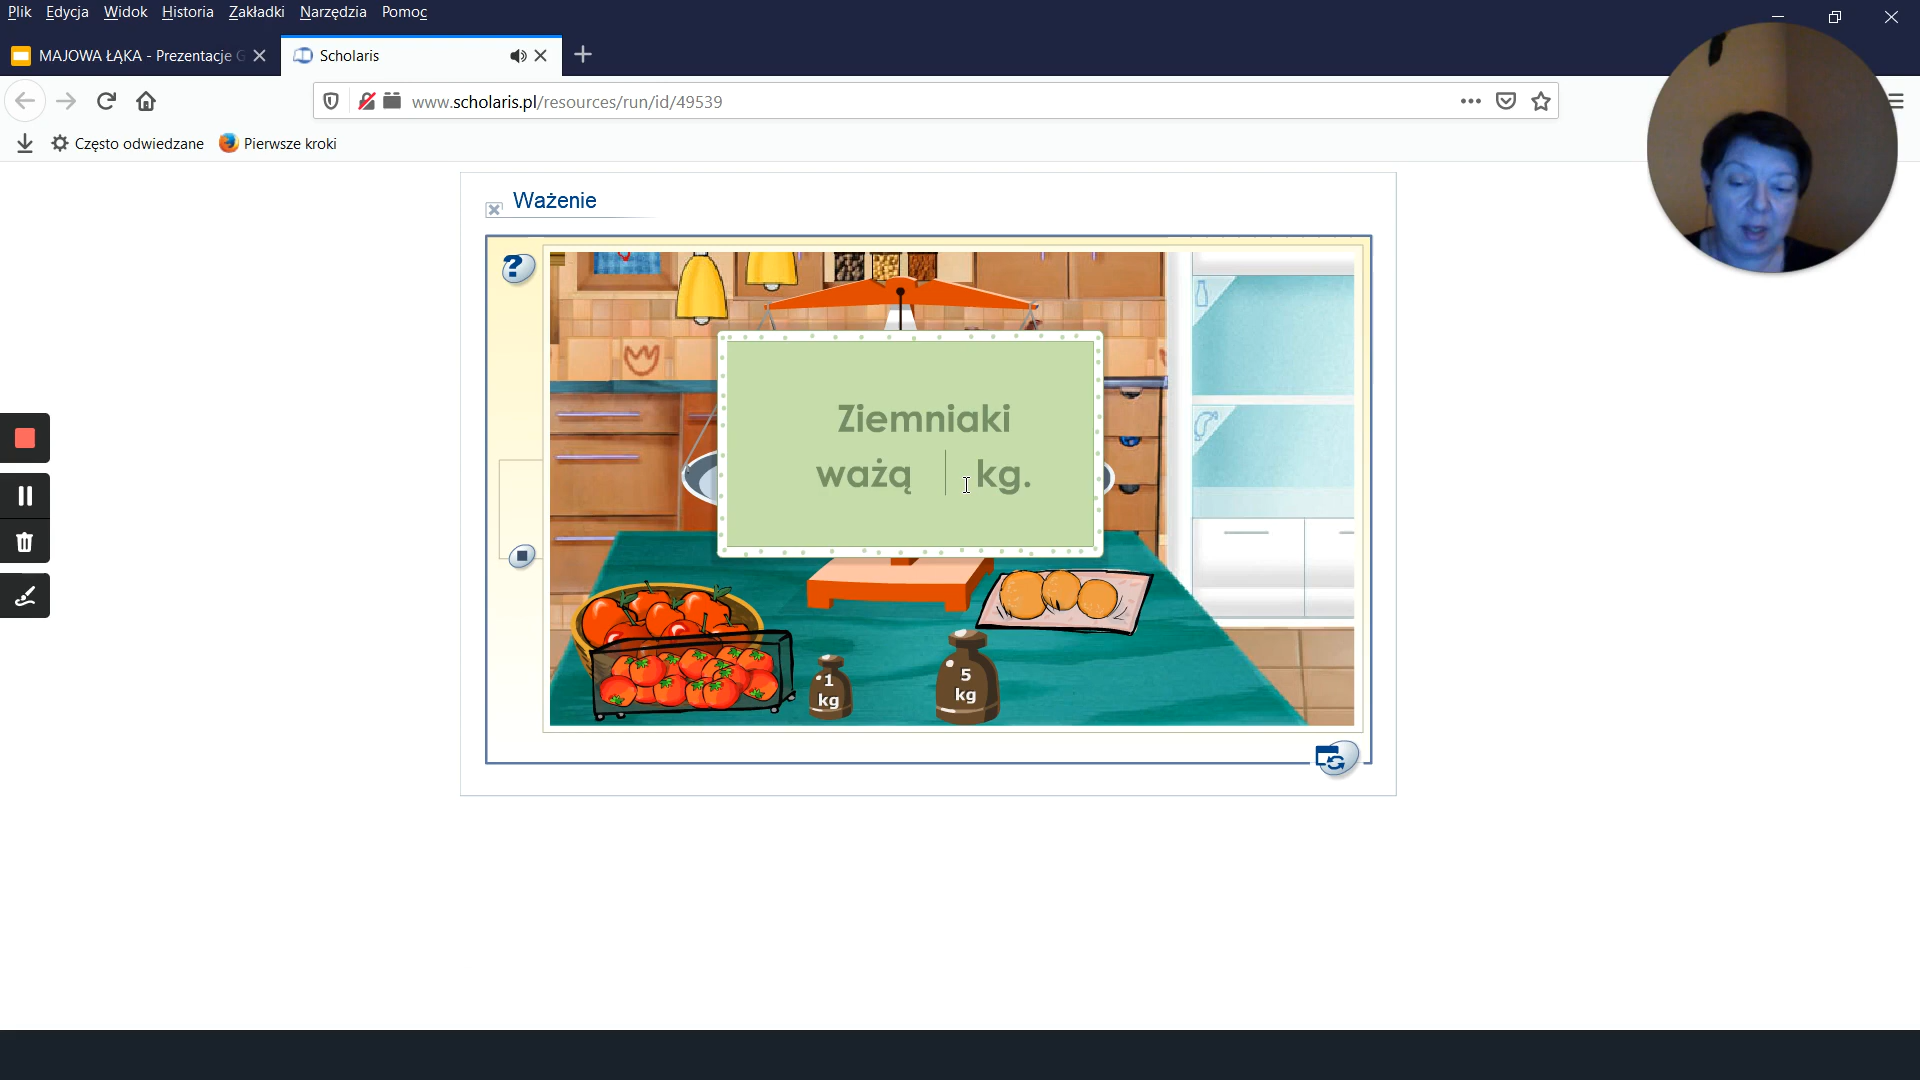 Plik Edycja Widok Historia Zakładki Narzędzia Pomoc
MAJOWA ŁĄKA - Prezentacje G
Scholaris
www.scholaris.pl/resources/run/id/49539
Często odwiedzane Pierwsze kroki
Ważenie
?
Ziemniaki
ważą kg.
1
kg
5
kg